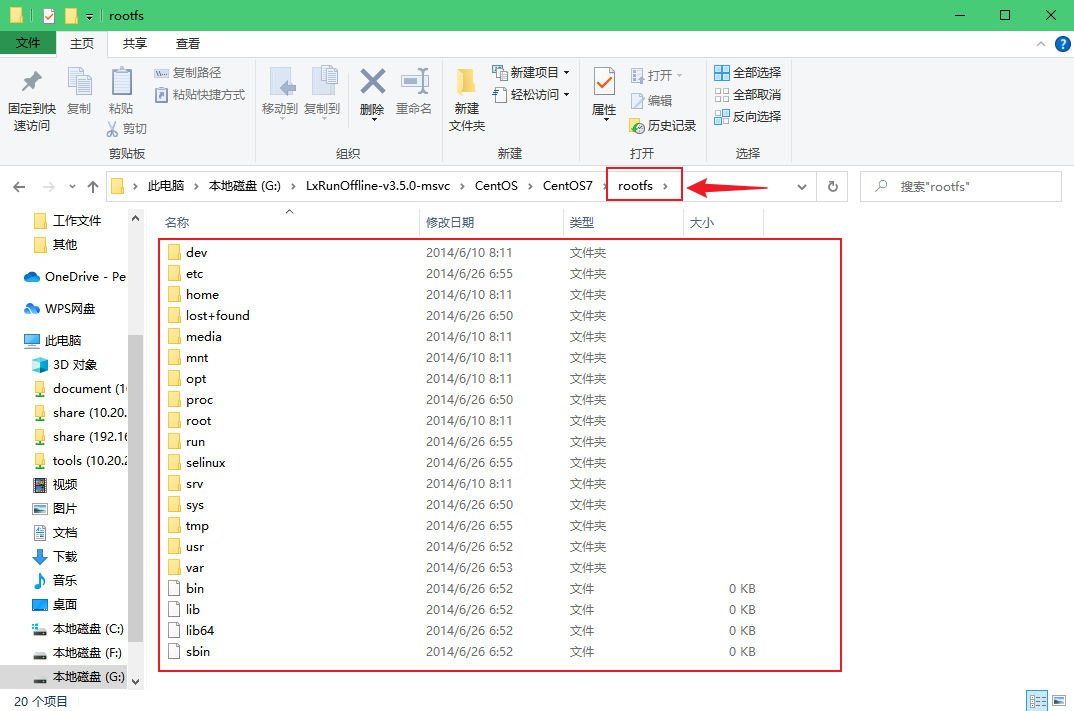 rootfs
文件 主页 共享 查看
固定到快速访问
复制
粘贴
复制路径
粘贴快捷方式
剪切
剪贴板
移动到
复制到
删除
重命名
组织
新建文件夹
新建项目
轻松访问
新建
属性
打开
编辑
历史记录
打开
全部选择
全部取消
反向选择
选择
此电脑 > 本地磁盘 (G:) > LxRunOffline-v3.5.0-msvc > CentOS > CentOS7 > rootfs >
搜索"rootfs"
工作文件
其他
OneDrive - Pe
WPS网盘
此电脑
3D 对象
document (1
share (10.20.
share (192.16
tools (10.20.2
视频
图片
文档
下载
音乐
桌面
本地磁盘 (C:)
本地磁盘 (F:)
本地磁盘 (G:)
名称 修改日期 类型 大小
dev 2014/6/10 8:11 文件夹
etc 2014/6/26 6:55 文件夹
home 2014/6/10 8:11 文件夹
lost+found 2014/6/26 6:50 文件夹
media 2014/6/10 8:11 文件夹
mnt 2014/6/10 8:11 文件夹
opt 2014/6/10 8:11 文件夹
proc 2014/6/26 6:50 文件夹
root 2014/6/10 8:11 文件夹
run 2014/6/26 6:55 文件夹
selinux 2014/6/26 6:55 文件夹
srv 2014/6/10 8:11 文件夹
sys 2014/6/26 6:50 文件夹
tmp 2014/6/26 6:55 文件夹
usr 2014/6/26 6:52 文件夹
var 2014/6/26 6:53 文件夹
bin 2014/6/26 6:52 文件 0 KB
lib 2014/6/26 6:52 文件 0 KB
lib64 2014/6/26 6:52 文件 0 KB
sbin 2014/6/26 6:52 文件 0 KB
20 个项目